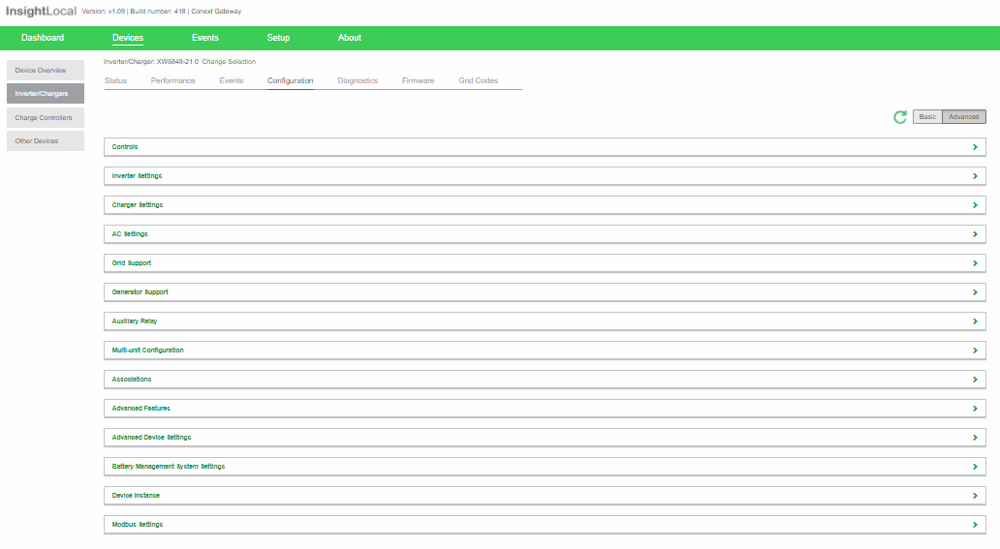 InsightLocal Version: v1.09 | Build number: 418 | Conext Gateway
Dashboard Devices Events Setup About
Device Overview
Inverter/Chargers
Charge Controllers
Other Devices
Inverter/Charger: XW6848-21 0 Change Selection
Status Performance Events Configuration Diagnostics Firmware Grid Codes
Basic Advanced
Controls
Inverter Settings
Charger Settings
AC Settings
Grid Support
Generator Support
Auxiliary Relay
Multi-unit Configuration
Associations
Advanced Features
Advanced Device Settings
Battery Management System Settings
Device Instance
Modbus Settings